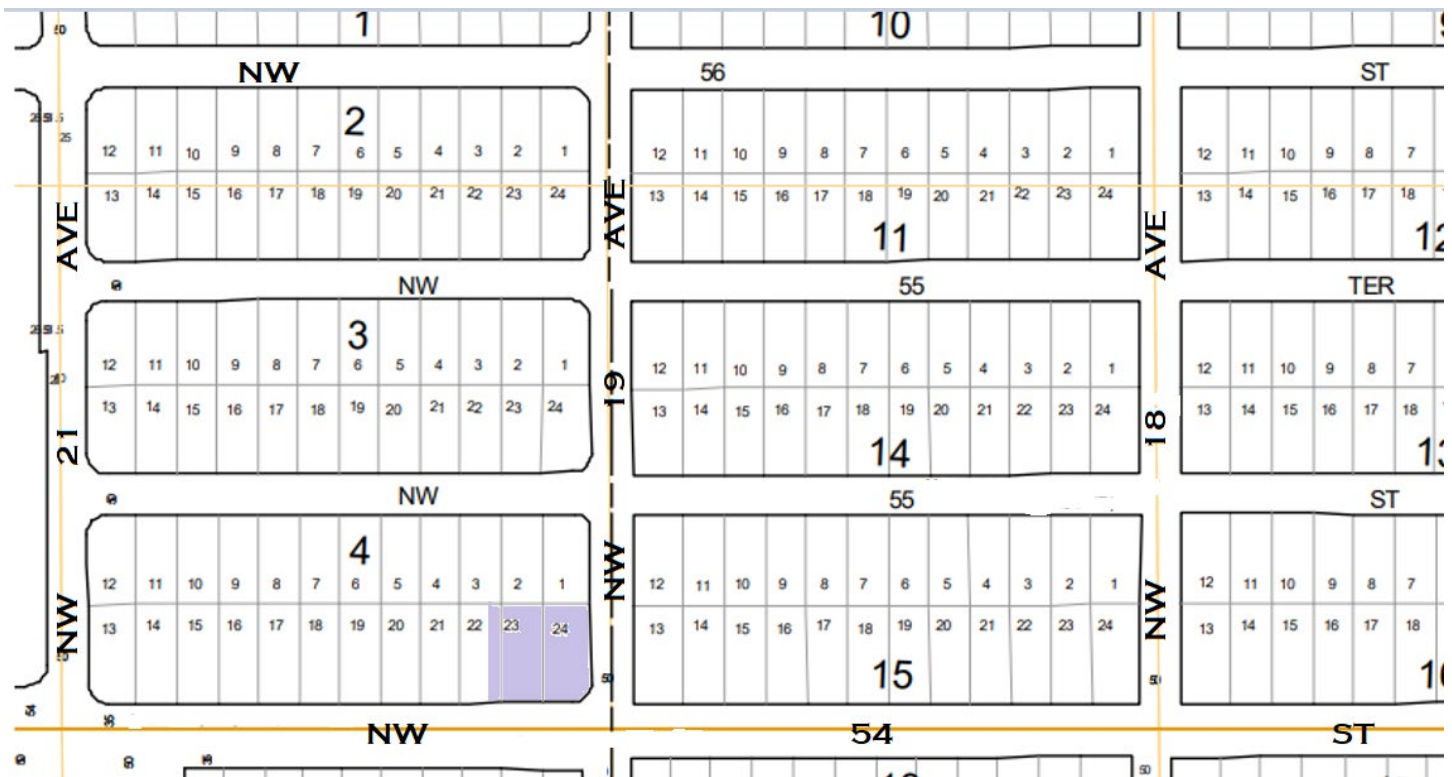 50 1 10
NW 56 ST
2
25
12 11 10 9 8 7 6 5 4 3 2 1 12 11 10 9 8 7 6 5 4 3 2 1 12 11 10 9 8 7
13 14 15 16 17 18 19 20 21 22 23 24 13 14 15 16 17 18 19 20 21 22 23 24 13 14 15 16 17 18
AVE AVE AVE
11 12
NW 55 TER
3
12 11 10 9 8 7 6 5 4 3 2 1 12 11 10 9 8 7 6 5 4 3 2 1 12 11 10 9 8 7
19
13 14 15 16 17 18 19 20 21 22 23 24 13 14 15 16 17 18 19 20 21 22 23 24 13 14 15 16 17 18
21 18
14
NW 55 ST
4
12 11 10 9 8 7 6 5 4 3 2 1 12 11 10 9 8 7 6 5 4 3 2 1 12 11 10 9 8 7
NW NW NW
13 14 15 16 17 18 19 20 21 22 23 24 13 14 15 16 17 18 19 20 21 22 23 24 13 14 15 16 17 18
15
50 50
NW 54 ST
50